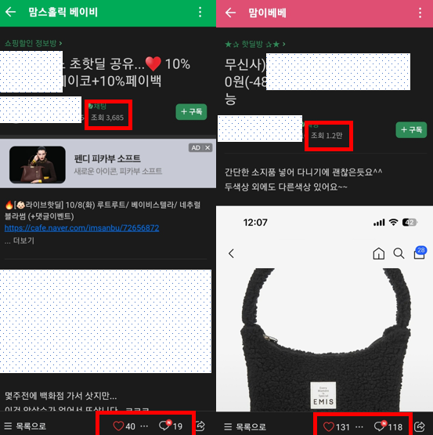 맘스홀릭 베이비
쇼핑할인 정보방
초핫딜 공유...❤️ 10%
페이코+10%페이백
조회 3,685
+ 구독
AD
펜디 피카부 소프트
새로운 아이콘, 피카부 소프트
🔥[라이브핫딜] 10/8(화) 루트루트/ 베이비스텔라/ 네추럴
블라썸 (+댓글이벤트)
https://cafe.naver.com/imsanbu/72656872
... 더보기
몇주전에 백화점 가서 삿지만...
목록으로
40
19
맘이베베
★✰ 핫딜방 ✰★
무신사)
0원(-48
능
조회 1.2만
+ 구독
간단한 소지품 넣어 다니기에 괜찮은듯요^^
두색상 외에도 다른색상 있어요~~
12:07
42
28
EMIS
목록으로
131
118